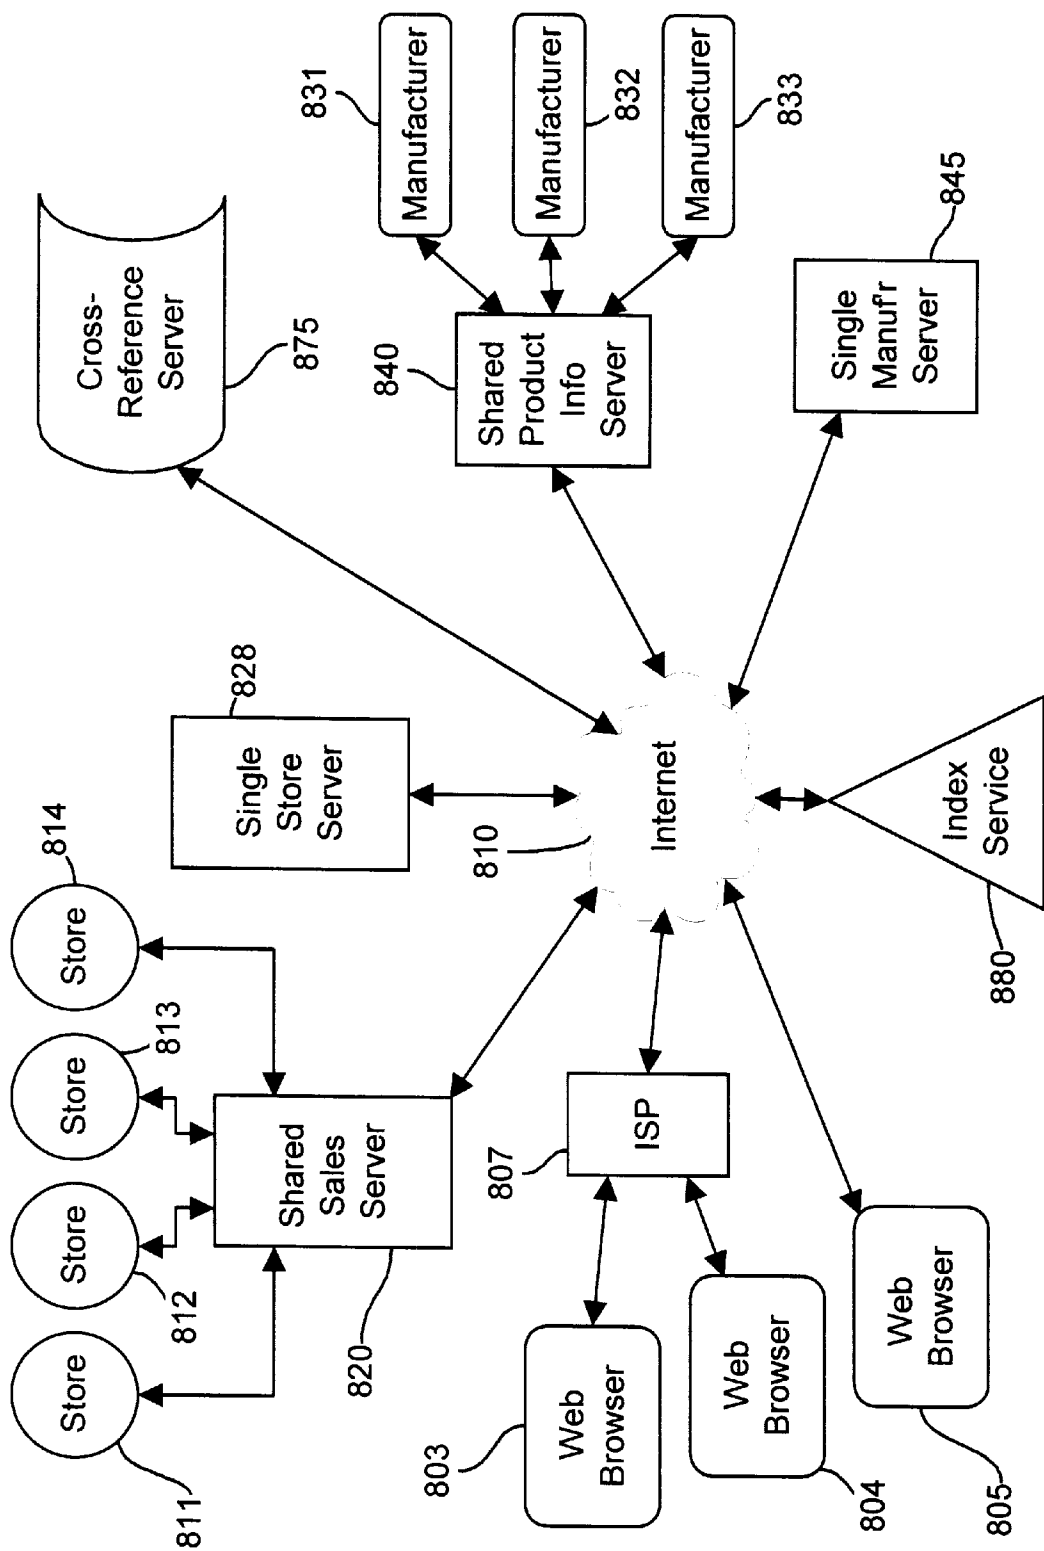 811
Store
812
Store
813
Store
814
Store
820
Shared
Sales
Server
828
Single
Store
Server
Cross-
Reference
Server
875
831
Manufacturer
832
Manufacturer
833
Manufacturer
840
Shared
Product
Info
Server
845
Single
Manuf'r
Server
810
Internet
807
ISP
803
Web
Browser
804
Web
Browser
805
Web
Browser
880
Index
Service